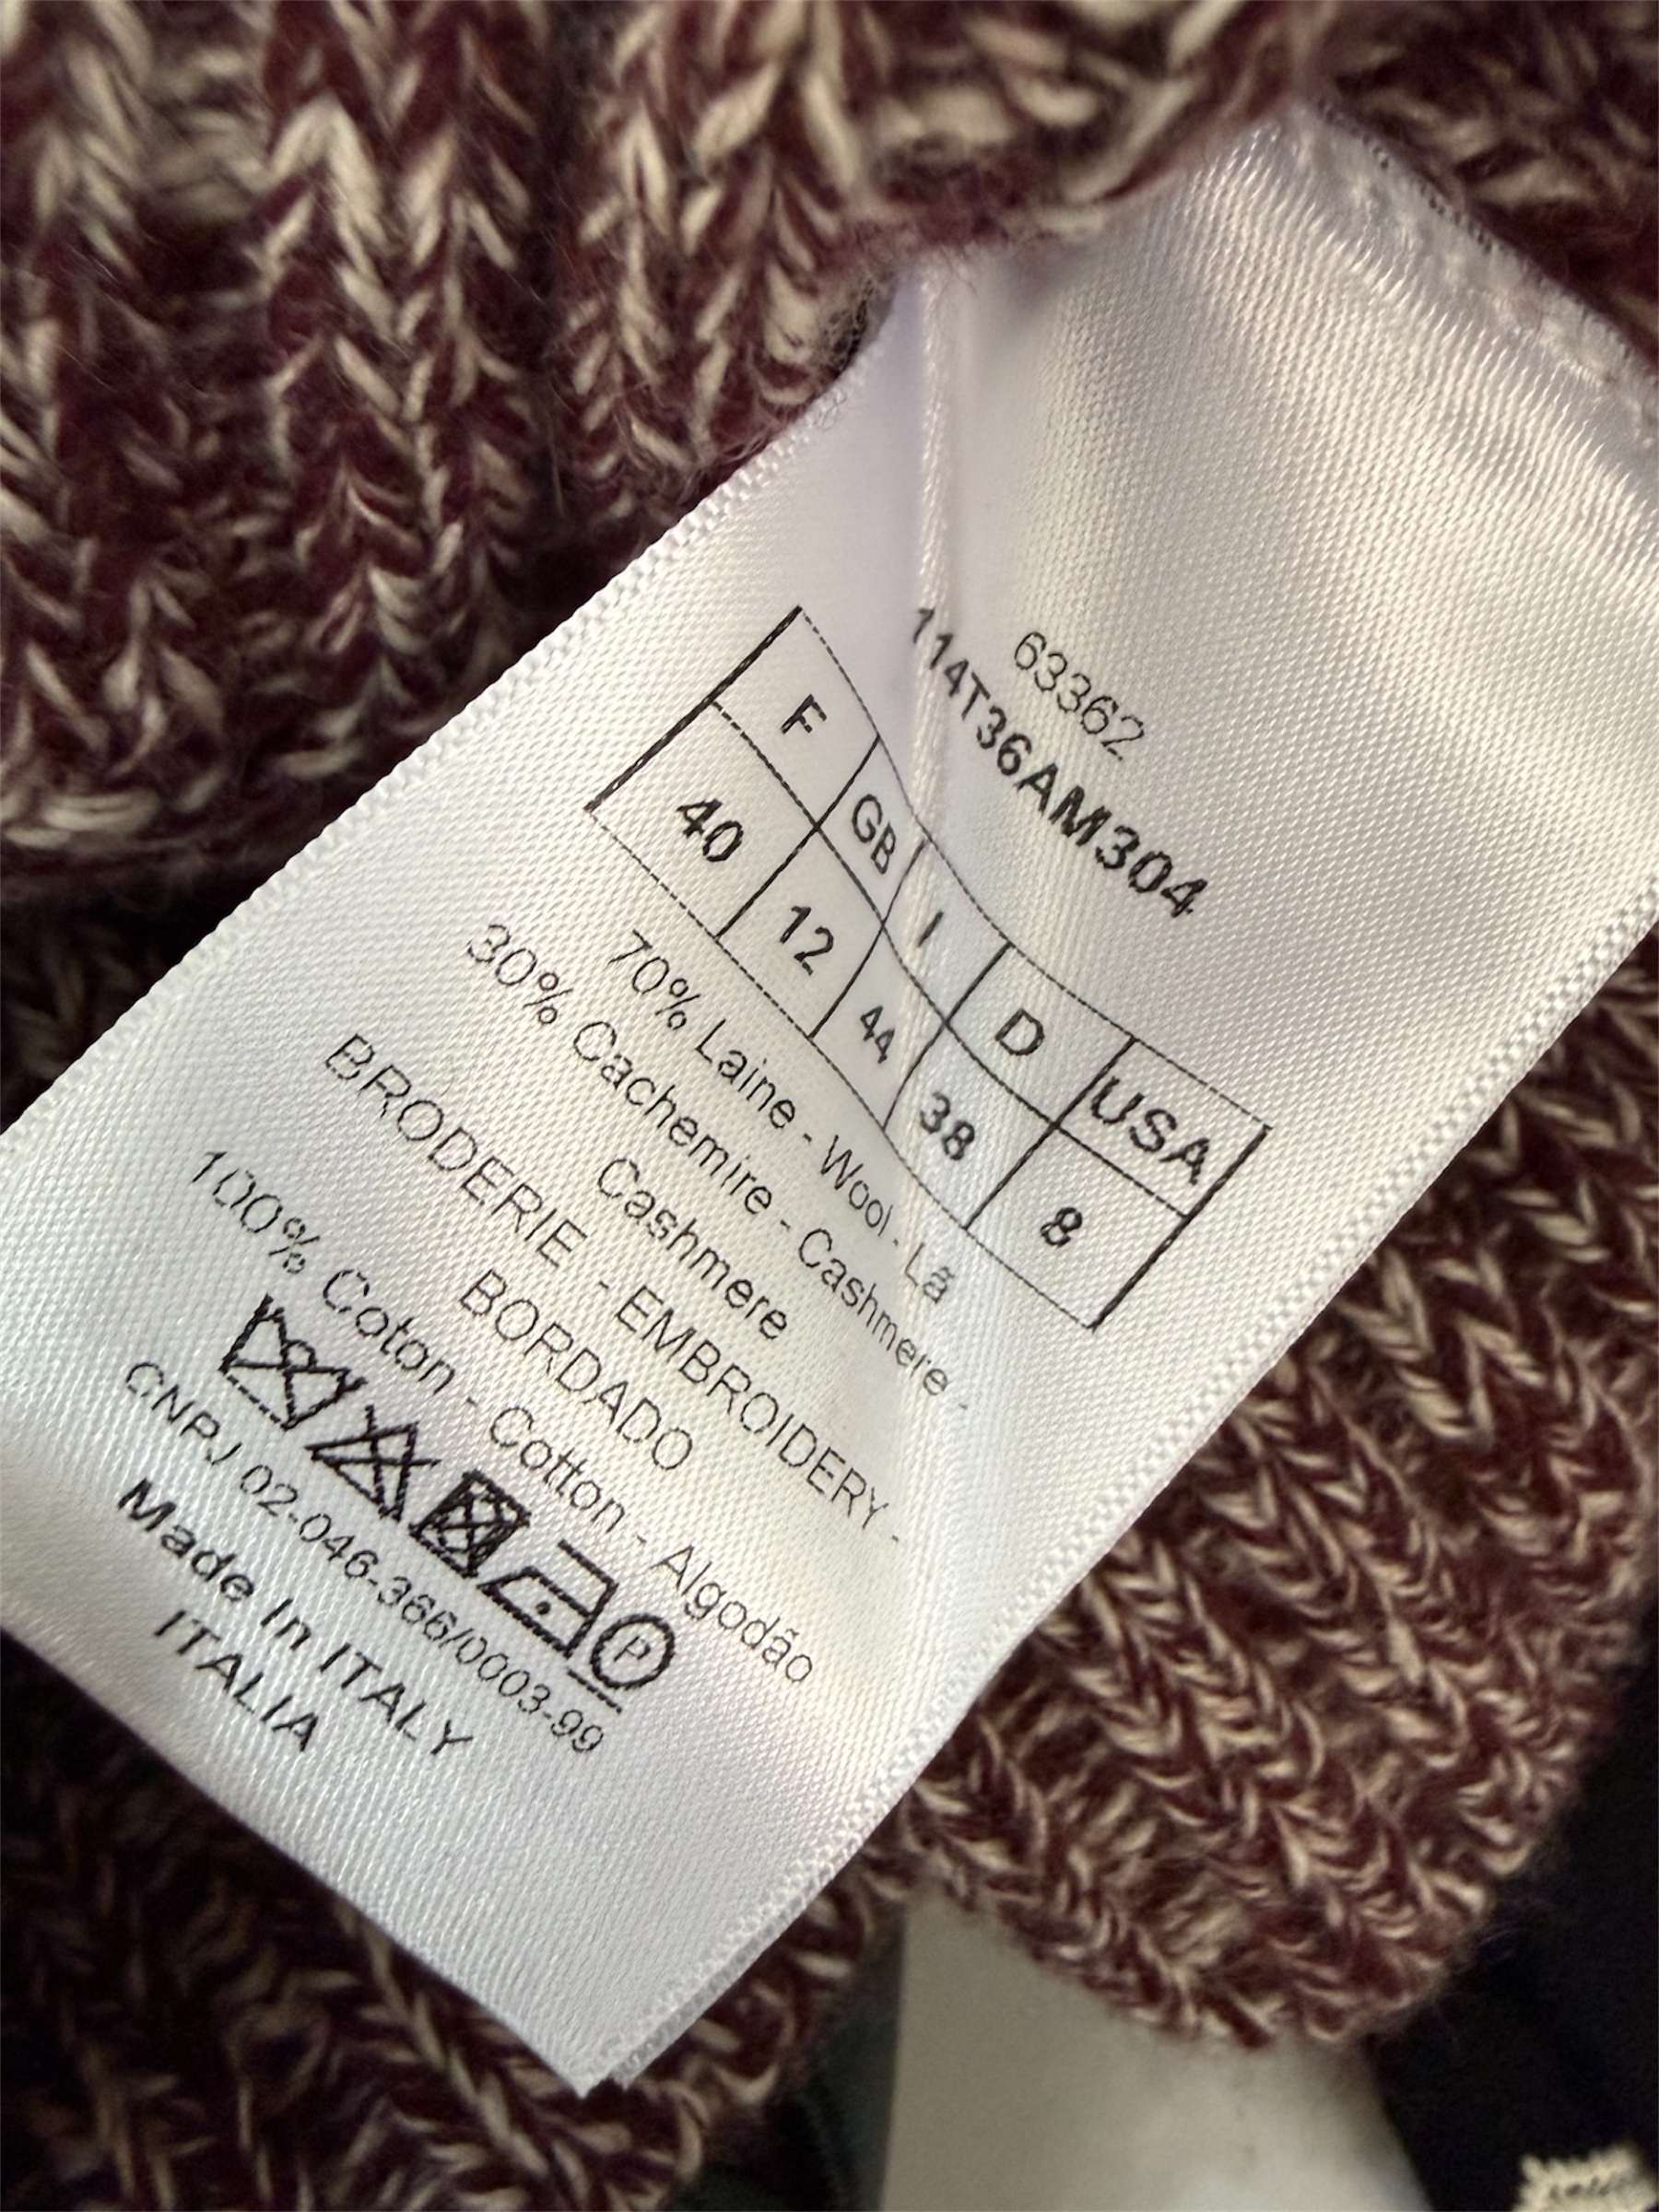 63362
114T36AM304
F GB I D USA
40 12 44 38 8
70% Laine - Wool - Lã
30% Cachemire - Cashmere -
Cashmere
BRODERIE - EMBROIDERY -
BORDADO
100% Coton - Cotton - Algodão
P
CNPJ 02-046-366/0003-99
Made In ITALY
ITALIA